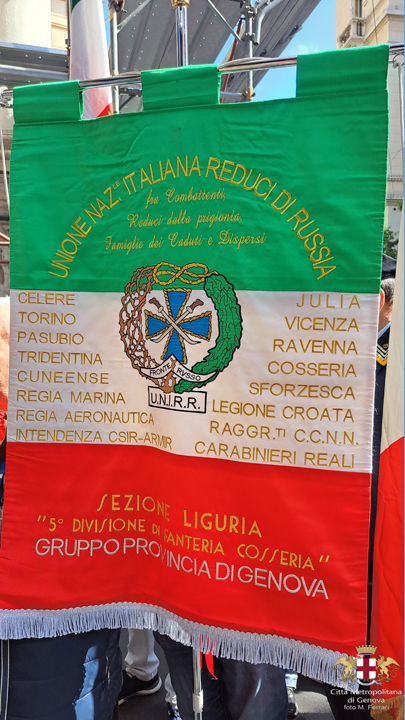 UNIONE NAZ.LE ITALIANA REDUCI DI RUSSIA
fra Combattenti,
Reduci dalla prigionia,
Famiglie dei Caduti e Dispersi
CELERE
TORINO
PASUBIO
TRIDENTINA
CUNEENSE
REGIA MARINA
REGIA AERONAUTICA
INTENDENZA CSIR-ARMIR
FRONTE RVSSO
U.N.I.R.R.
JULIA
VICENZA
RAVENNA
COSSERIA
SFORZESCA
LEGIONE CROATA
RAGGR.TI C.C.N.N.
CARABINIERI REALI
SEZIONE LIGURIA
"5° DIVISIONE DI FANTERIA COSSERIA"
GRUPPO PROVINCIA DI GENOVA
Città Metropolitana
di Genova
foto M. Ferrari